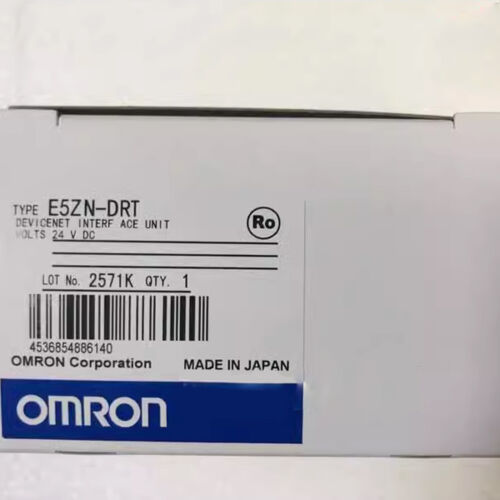 TYPE E5ZN-DRT
DEVICENET INTERF ACE UNIT
VOLTS 24 V DC
Ro
LOT No. 2571K QTY. 1
4536854886140
OMRON Corporation MADE IN JAPAN
OMRON